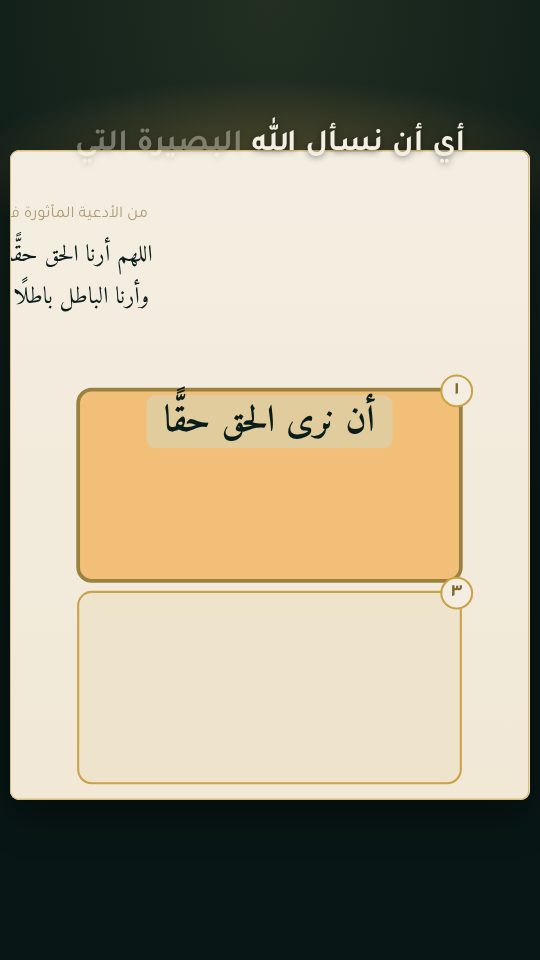 أي أن نسأل الله البصيرة التي
من الأدعية المأثورة
اللهم أرنا الحق حقًّا
وأرنا الباطل باطلًا
١
أن نرى الحق حقًّا
٣